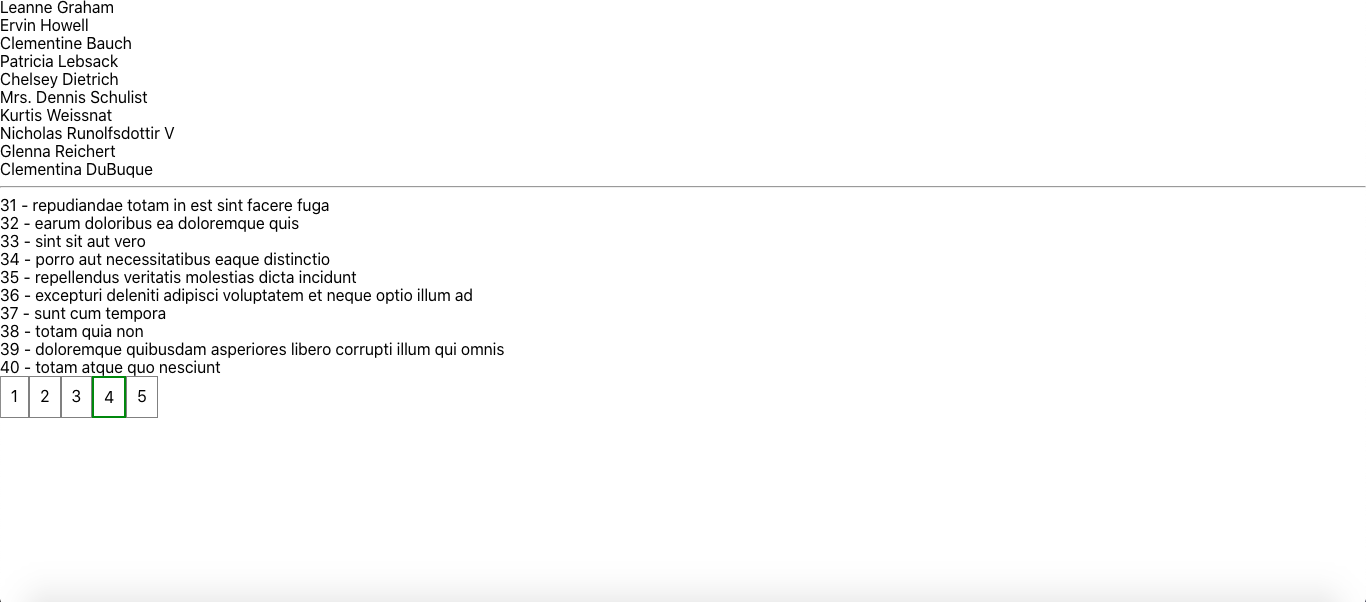 Leanne Graham
Ervin Howell
Clementine Bauch
Patricia Lebsack
Chelsey Dietrich
Mrs. Dennis Schulist
Kurtis Weissnat
Nicholas Runolfsdottir V
Glenna Reichert
Clementina DuBuque
31 - repudiandae totam in est sint facere fuga
32 - earum doloribus ea doloremque quis
33 - sint sit aut vero
34 - porro aut necessitatibus eaque distinctio
35 - repellendus veritatis molestias dicta incidunt
36 - excepturi deleniti adipisci voluptatem et neque optio illum ad
37 - sunt cum tempora
38 - totam quia non
39 - doloremque quibusdam asperiores libero corrupti illum qui omnis
40 - totam atque quo nesciunt
1 2 3 4 5